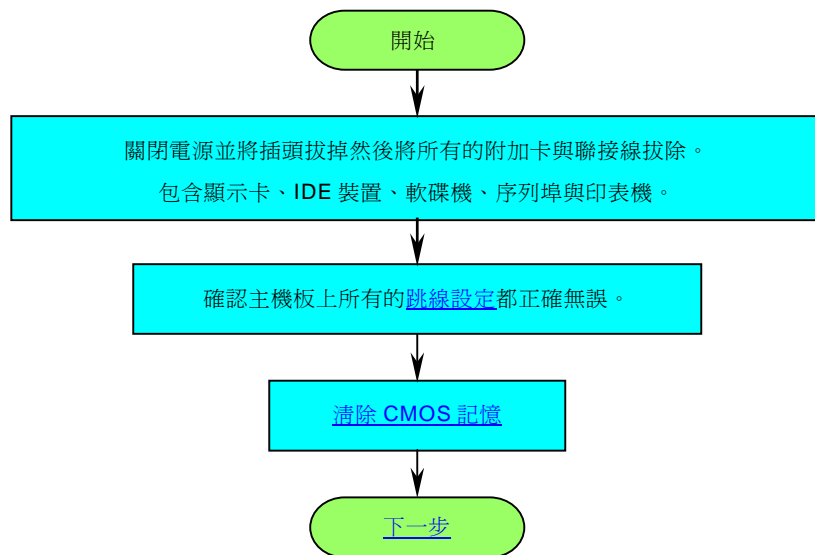 開始
關閉電源並將插頭拔掉然後將所有的附加卡與聯接線拔除。
包含顯示卡、IDE 裝置、軟碟機、序列埠與印表機。
確認主機板上所有的跳線設定都正確無誤。
清除 CMOS 記憶
下一步